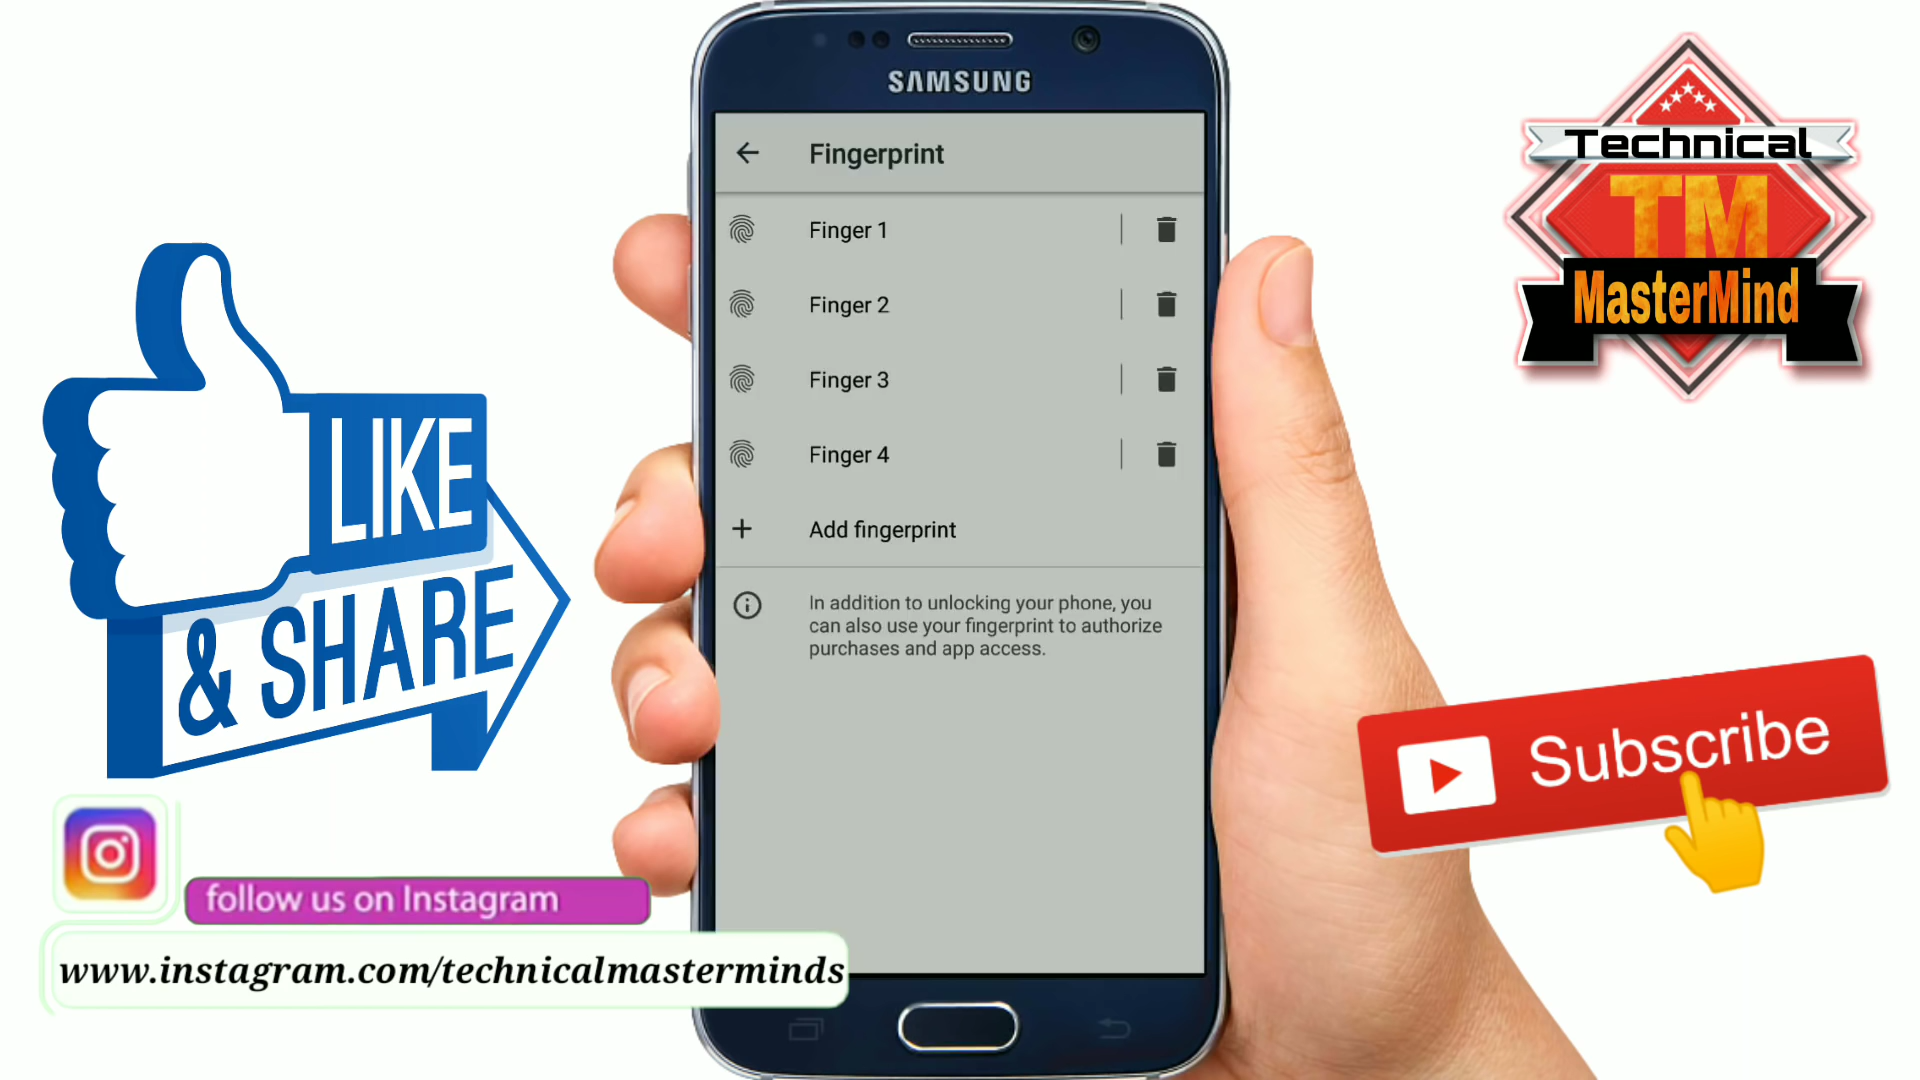 SAMSUNG
Fingerprint
Finger 1
Finger 2
Finger 3
Finger 4
Add fingerprint
In addition to unlocking your phone, you
can also use your fingerprint to authorize
purchases and app access.
LIKE
& SHARE
follow us on Instagram
www.instagram.com/technicalmasterminds
Technical
TM
MasterMind
Subscribe